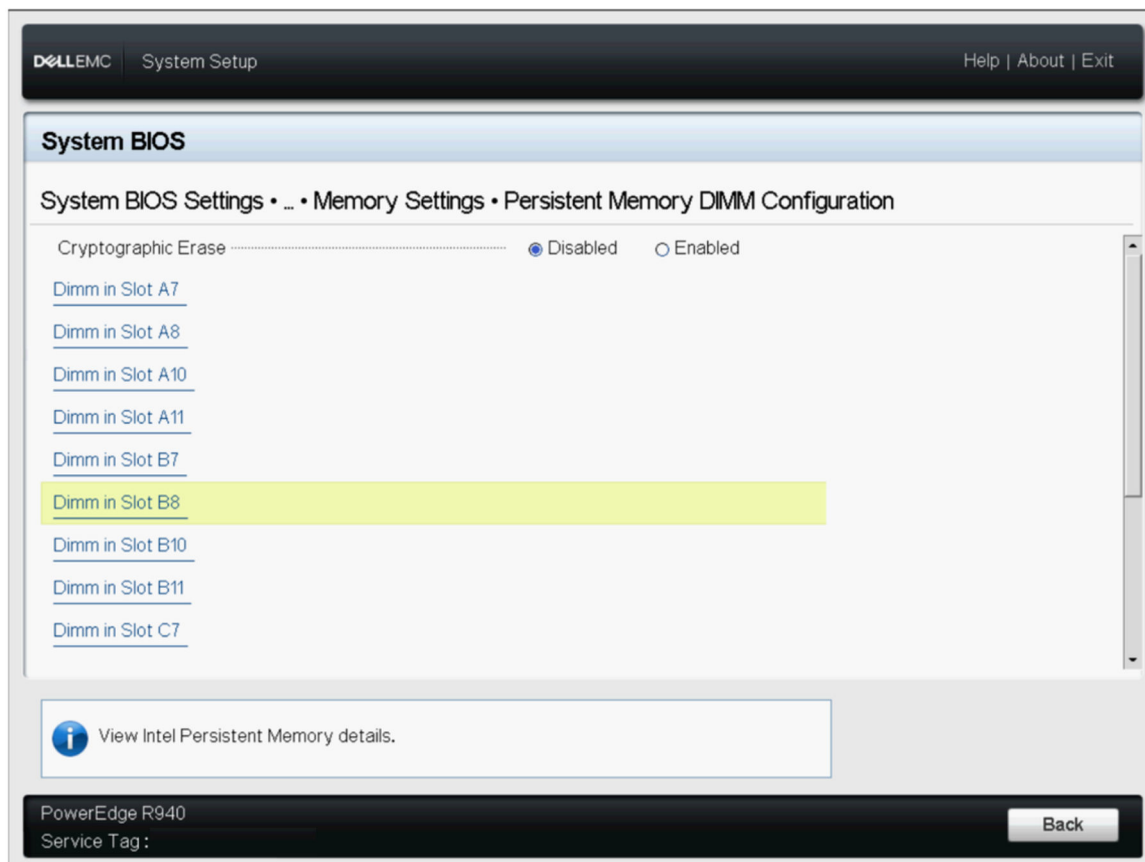 DELLEMC System Setup Help | About | Exit
System BIOS
System BIOS Settings • ... • Memory Settings • Persistent Memory DIMM Configuration
Cryptographic Erase Disabled Enabled
Dimm in Slot A7
Dimm in Slot A8
Dimm in Slot A10
Dimm in Slot A11
Dimm in Slot B7
Dimm in Slot B8
Dimm in Slot B10
Dimm in Slot B11
Dimm in Slot C7
View Intel Persistent Memory details.
PowerEdge R940
Service Tag :
Back